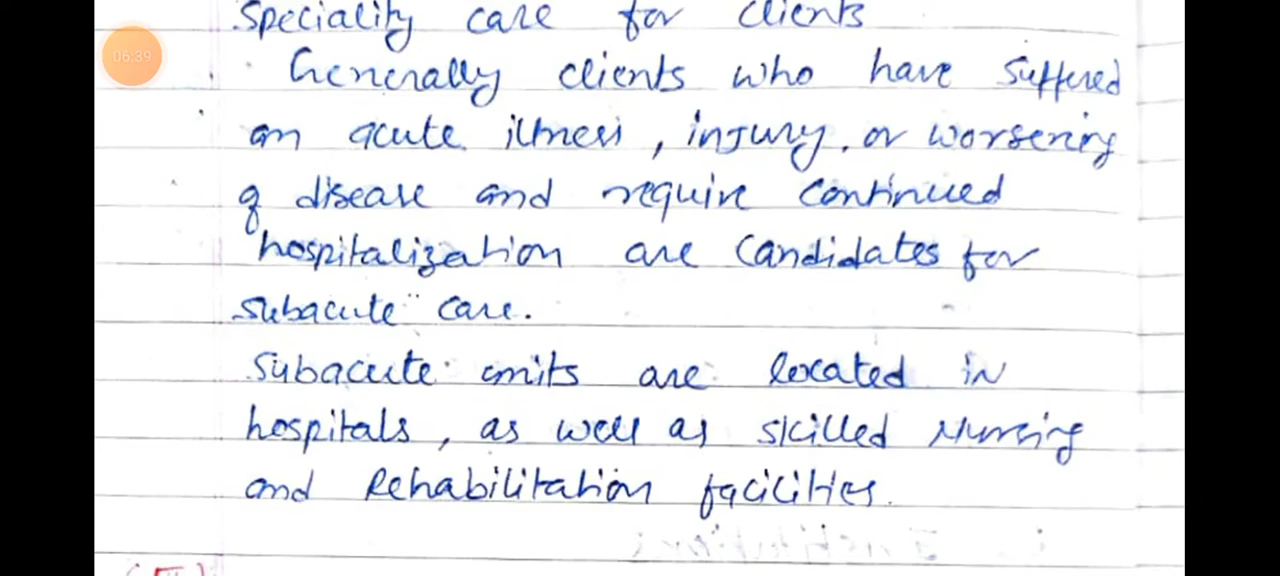 06:39
speciality care for clients
Generally clients who have suffered
an acute illness, injury, or worsening
of disease and require continued
hospitalization are candidates for
subacute care.
Subacute units are located in
hospitals, as well as skilled Nursing
and Rehabilitation facilities.